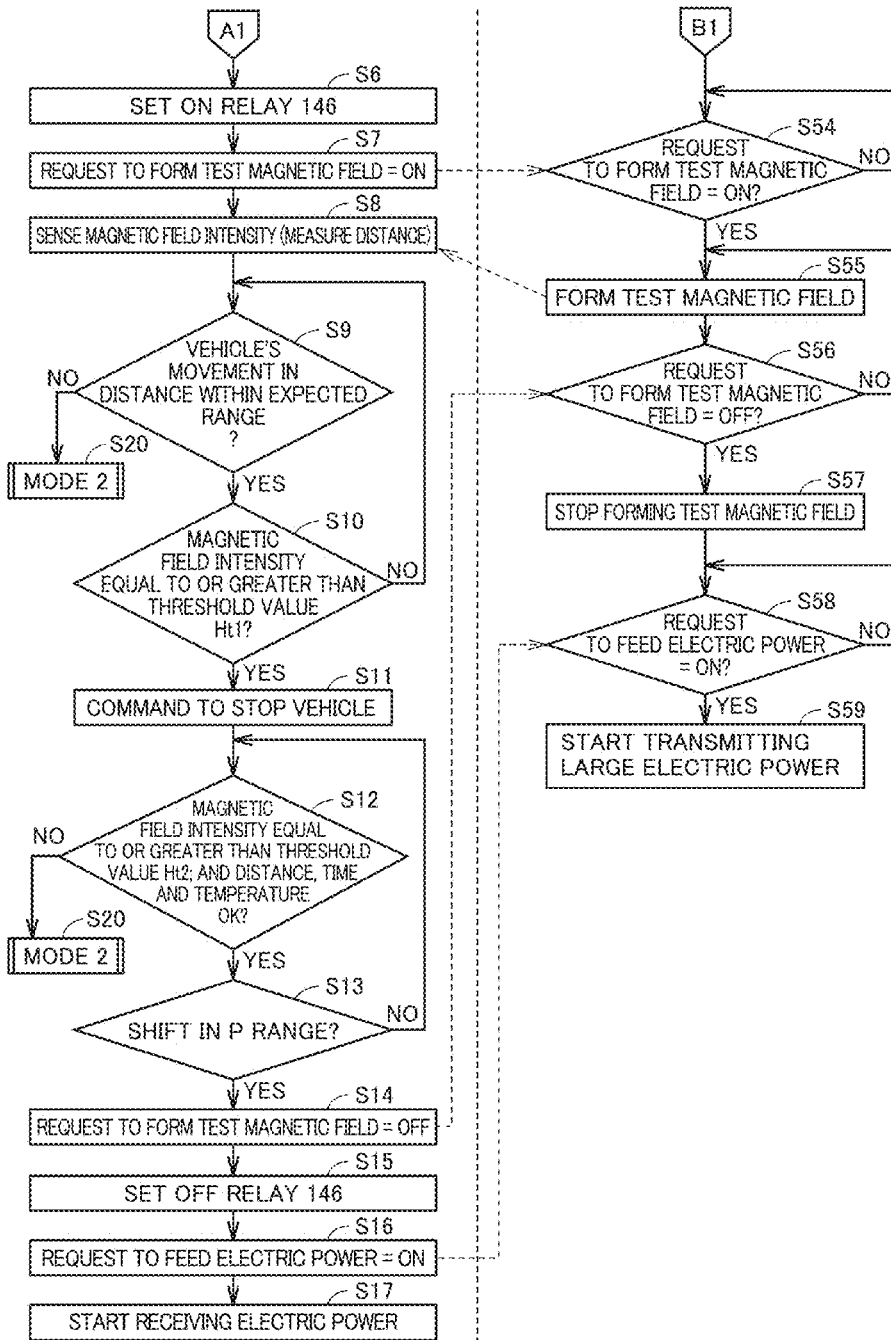 A1
S6
SET ON RELAY 146
S7
REQUEST TO FORM TEST MAGNETIC FIELD = ON
S8
SENSE MAGNETIC FIELD INTENSITY (MEASURE DISTANCE)
S9
VEHICLE'S
MOVEMENT IN
DISTANCE WITHIN EXPECTED
RANGE
?
NO
S20
MODE 2
YES
S10
MAGNETIC
FIELD INTENSITY
EQUAL TO OR GREATER THAN
THRESHOLD VALUE
Ht1?
NO
YES
S11
COMMAND TO STOP VEHICLE
S12
MAGNETIC
FIELD INTENSITY EQUAL
TO OR GREATER THAN THRESHOLD
VALUE Ht2; AND DISTANCE, TIME
AND TEMPERATURE
OK?
NO
S20
MODE 2
YES
S13
SHIFT IN P RANGE?
NO
YES
S14
REQUEST TO FORM TEST MAGNETIC FIELD = OFF
S15
SET OFF RELAY 146
S16
REQUEST TO FEED ELECTRIC POWER = ON
S17
START RECEIVING ELECTRIC POWER
B1
S54
REQUEST
TO FORM TEST MAGNETIC
FIELD = ON?
NO
YES
S55
FORM TEST MAGNETIC FIELD
S56
REQUEST
TO FORM TEST MAGNETIC
FIELD = OFF?
NO
YES
S57
STOP FORMING TEST MAGNETIC FIELD
S58
REQUEST
TO FEED ELECTRIC POWER
= ON?
NO
YES
S59
START TRANSMITTING
LARGE ELECTRIC POWER